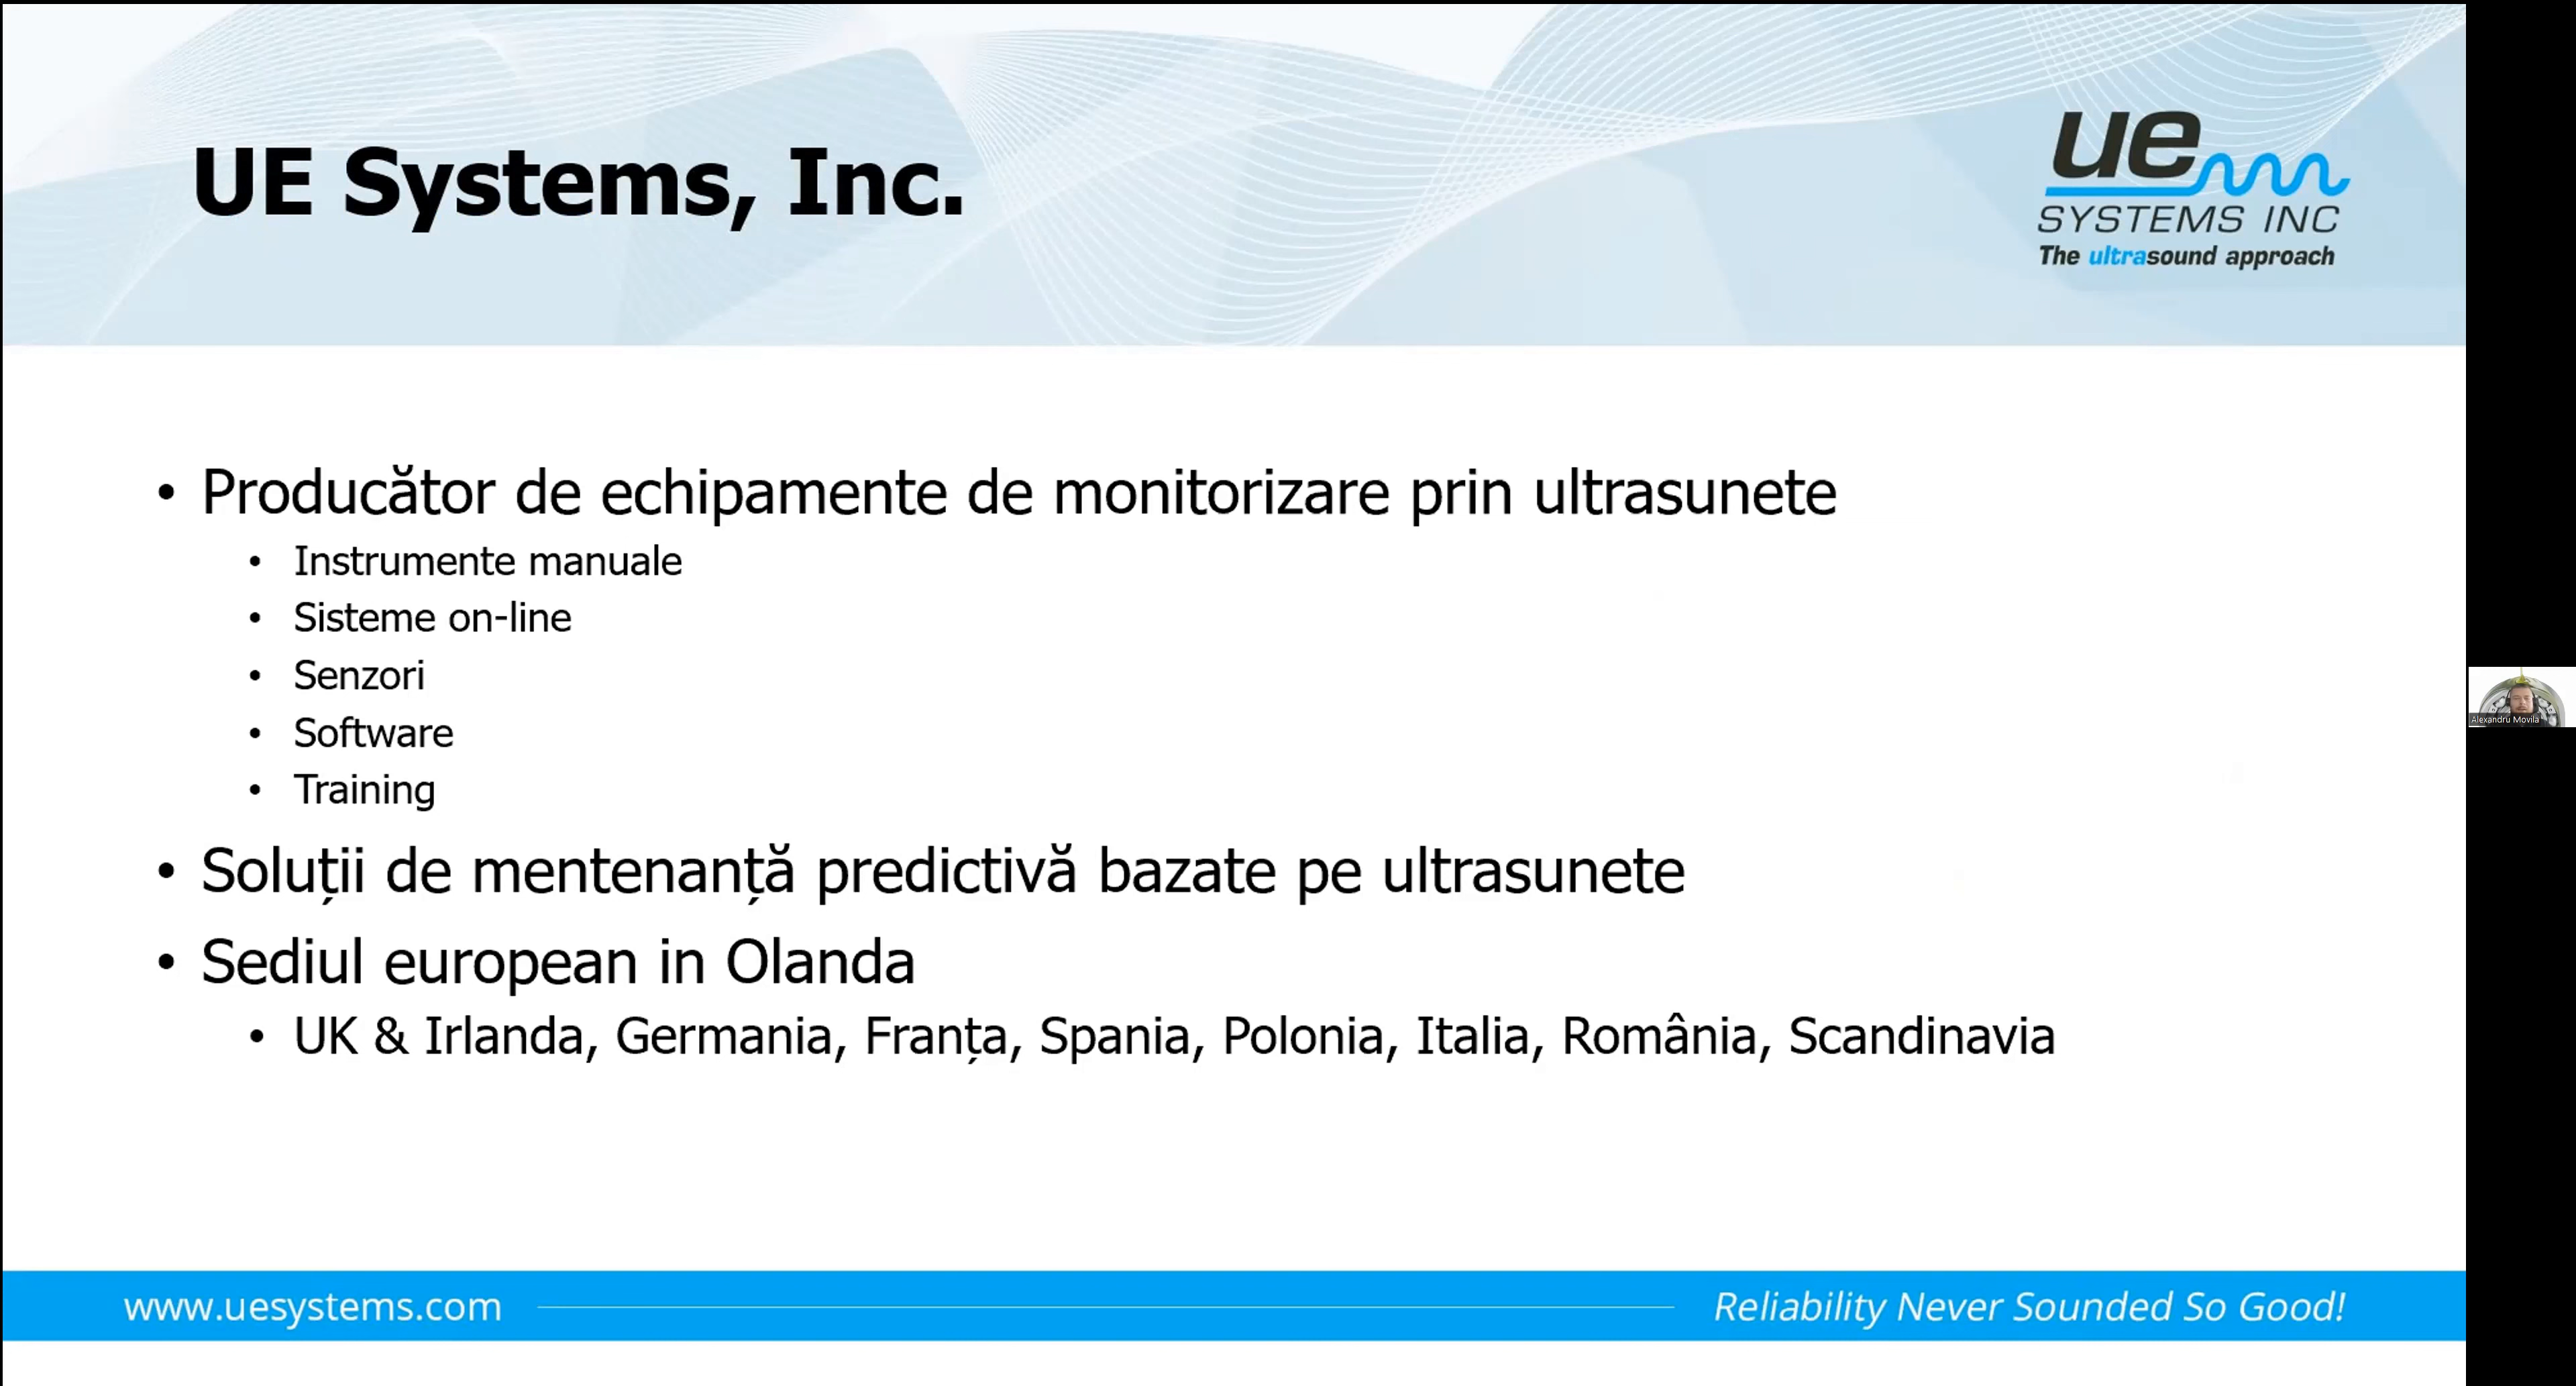 UE Systems, Inc.
ue
SYSTEMS INC
The ultrasound approach
• Producător de echipamente de monitorizare prin ultrasunete
• Instrumente manuale
• Sisteme on-line
• Senzori
• Software
• Training
• Soluții de mentenanță predictivă bazate pe ultrasunete
• Sediul european in Olanda
• UK & Irlanda, Germania, Franța, Spania, Polonia, Italia, România, Scandinavia
Alexandru Movila
www.uesystems.com
Reliability Never Sounded So Good!